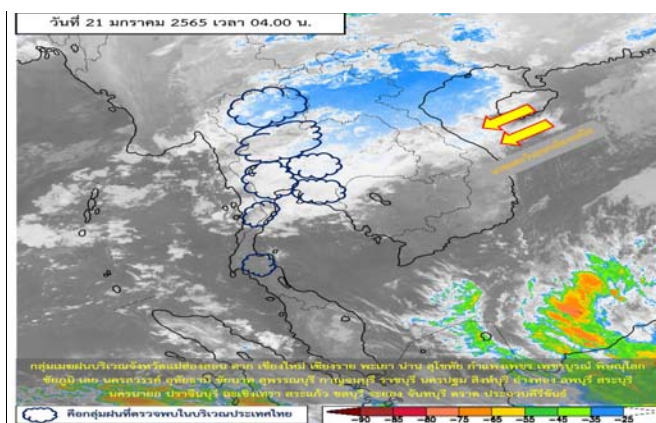 วันที่ 21 มกราคม 2565 เวลา 04.00 น.
กลุ่มเมฆฝนบริเวณจังหวัดแม่ฮ่องสอน ตาก เชียงใหม่ เชียงราย พะเยา น่าน สุโขทัย กำแพงเพชร เพชรบูรณ์ พิษณุโลก
ชัยภูมิ เลย นครสวรรค์ อุทัยธานี ชัยนาท สุพรรณบุรี กาญจนบุรี ราชบุรี นครปฐม สิงห์บุรี อ่างทอง ลพบุรี สระบุรี
นครนายก ปราจีนบุรี ฉะเชิงเทรา สระแก้ว ชลบุรี ระยอง จันทบุรี ตราด ประจวบคีรีขันธ์
คือกลุ่มฝนที่ตรวจพบในบริเวณประเทศไทย
-90 -85 -75 -65 -55 -45 -35 -25